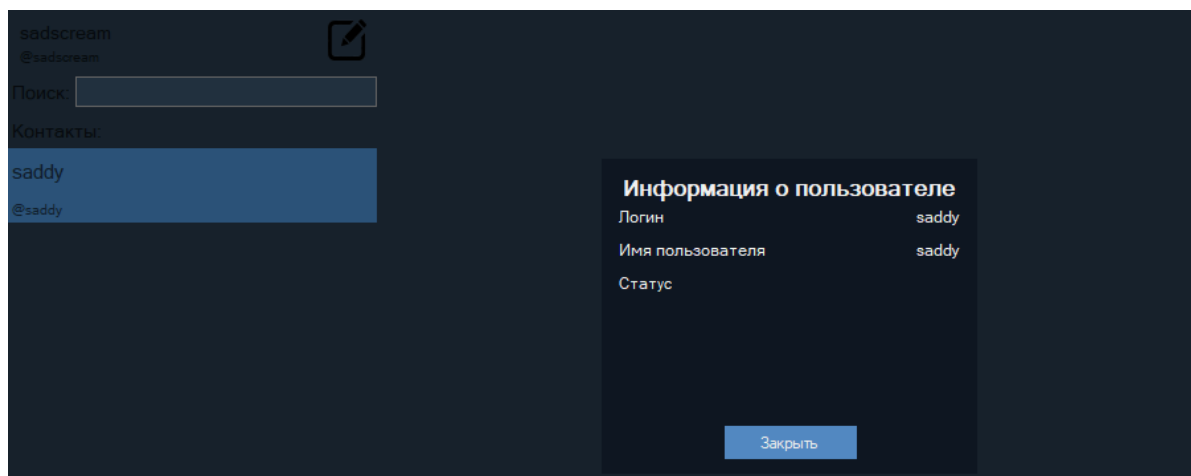 sadscream
@sadscream
Поиск:
Контакты:
saddy
@saddy
Информация о пользователе
Логин saddy
Имя пользователя saddy
Статус
Закрыть